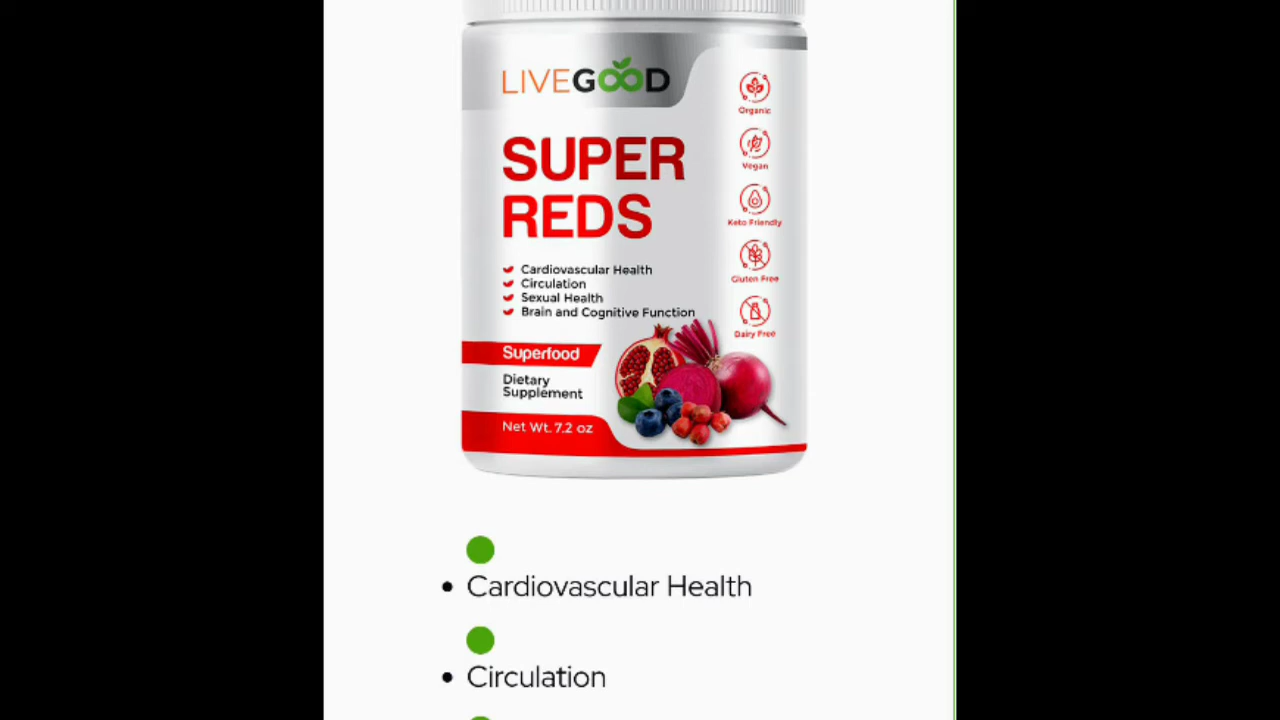 LIVEGOOD
Organic
SUPER
REDS
Vegan
Keto Friendly
Cardiovascular Health
Circulation
Sexual Health
Brain and Cognitive Function
Gluten Free
Dairy Free
Superfood
Dietary
Supplement
Net Wt. 7.2 oz
• Cardiovascular Health
• Circulation